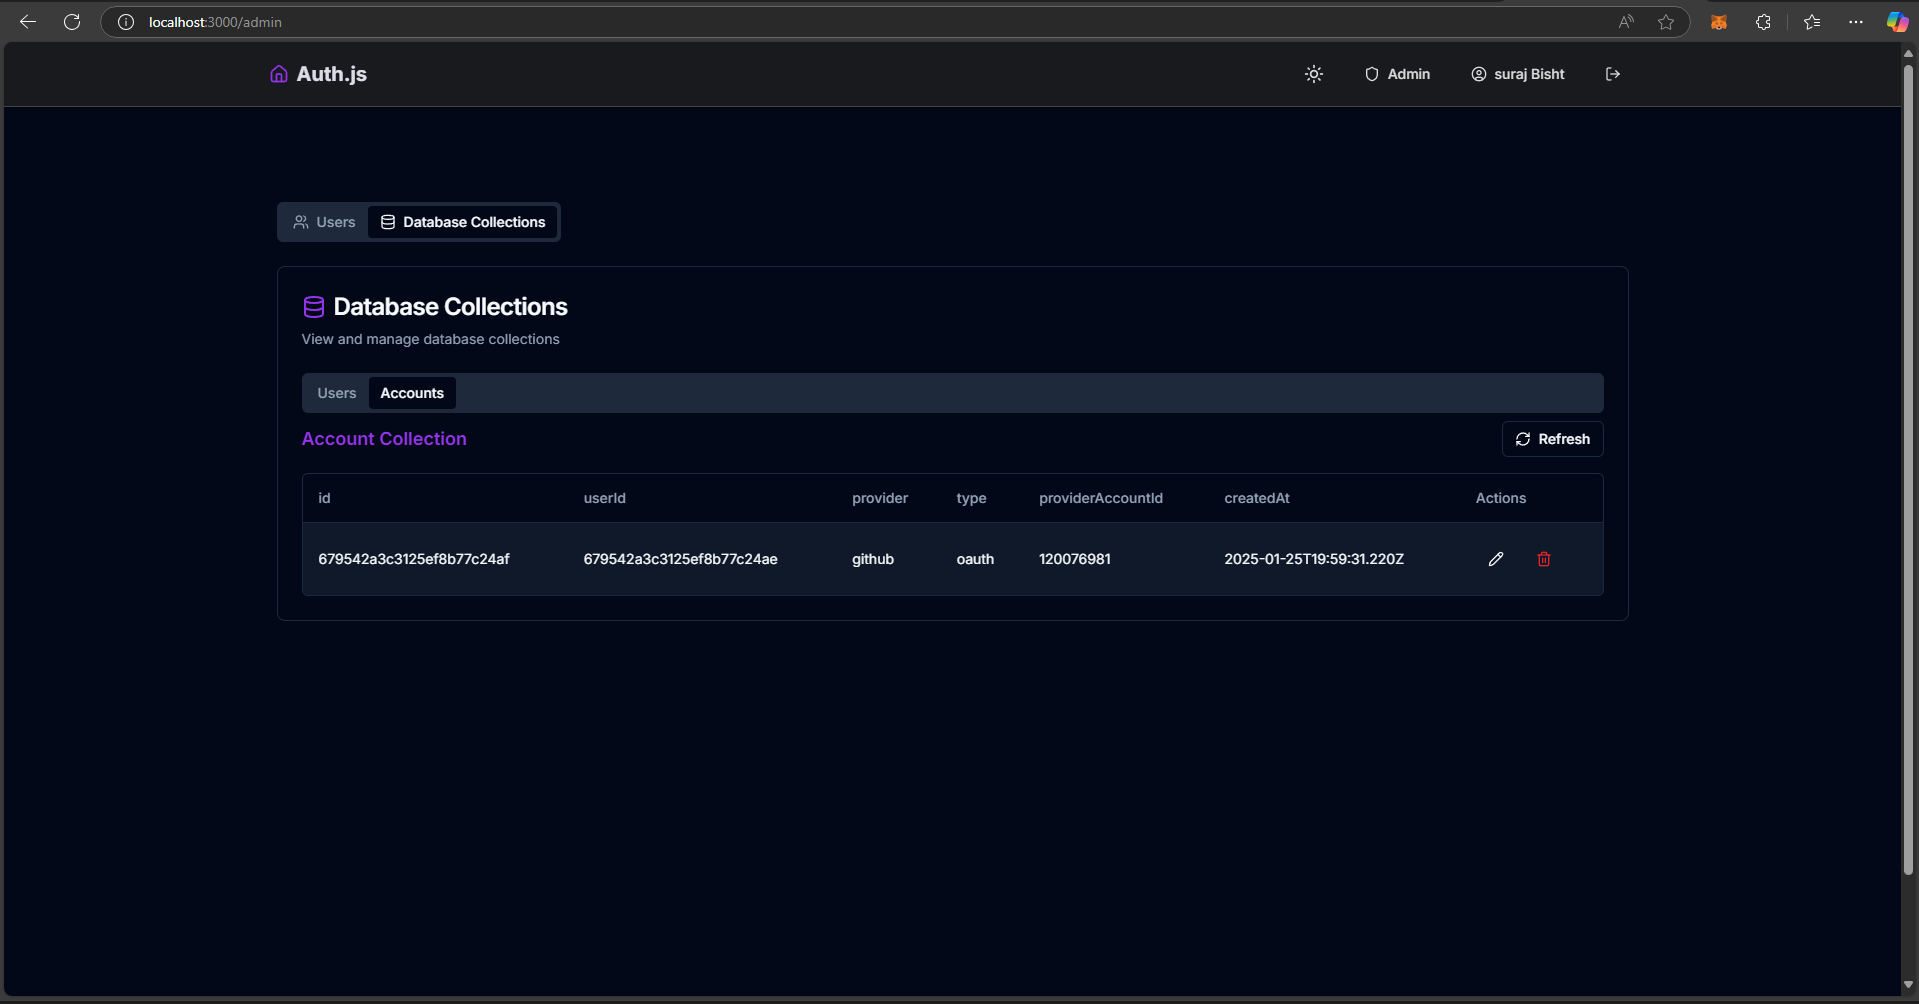 localhost:3000/admin
Auth.js
Admin
suraj Bisht
Users
Database Collections
Database Collections
View and manage database collections
Users
Accounts
Account Collection
Refresh
id userId provider type providerAccountId createdAt Actions
679542a3c3125ef8b77c24af 679542a3c3125ef8b77c24ae github oauth 120076981 2025-01-25T19:59:31.220Z